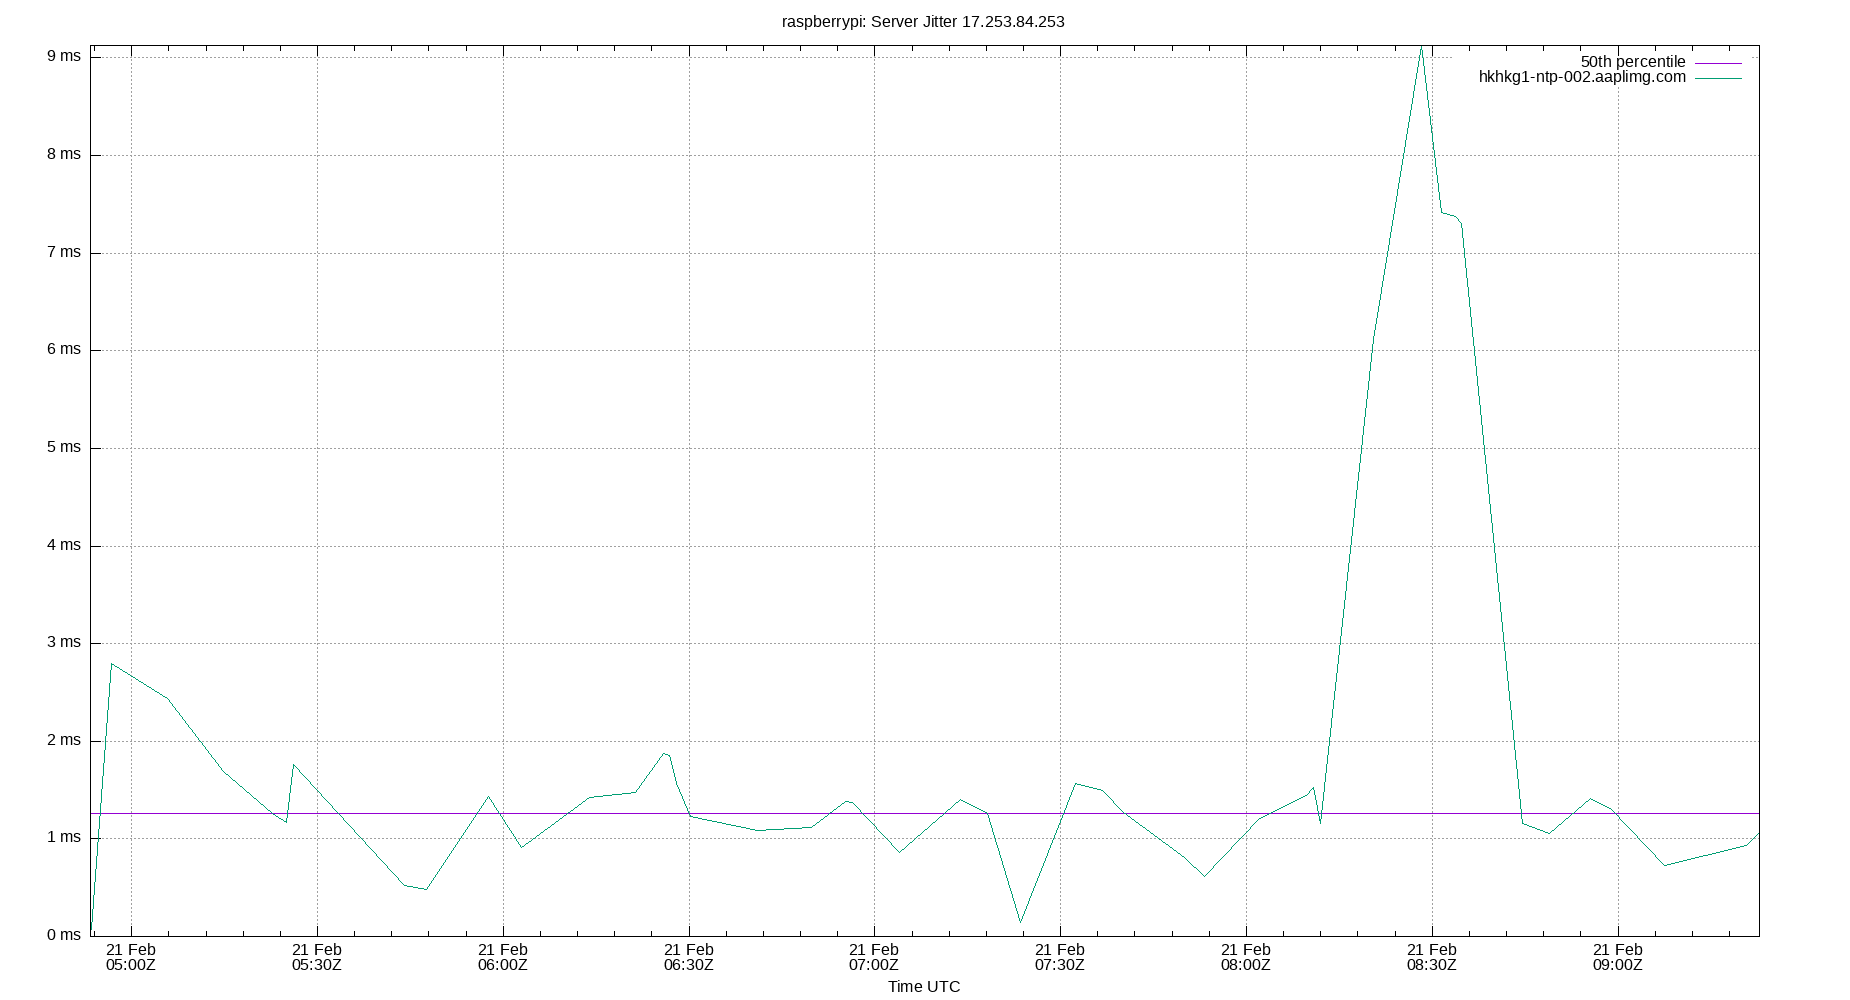 raspberrypi: Server Jitter 17.253.84.253
9 ms
8 ms
7 ms
6 ms
5 ms
4 ms
3 ms
2 ms
1 ms
0 ms
50th percentile
hkhkg1-ntp-002.aaplimg.com
21 Feb 21 Feb 21 Feb 21 Feb 21 Feb 21 Feb 21 Feb 21 Feb 21 Feb
05:00Z 05:30Z 06:00Z 06:30Z 07:00Z 07:30Z 08:00Z 08:30Z 09:00Z
Time UTC